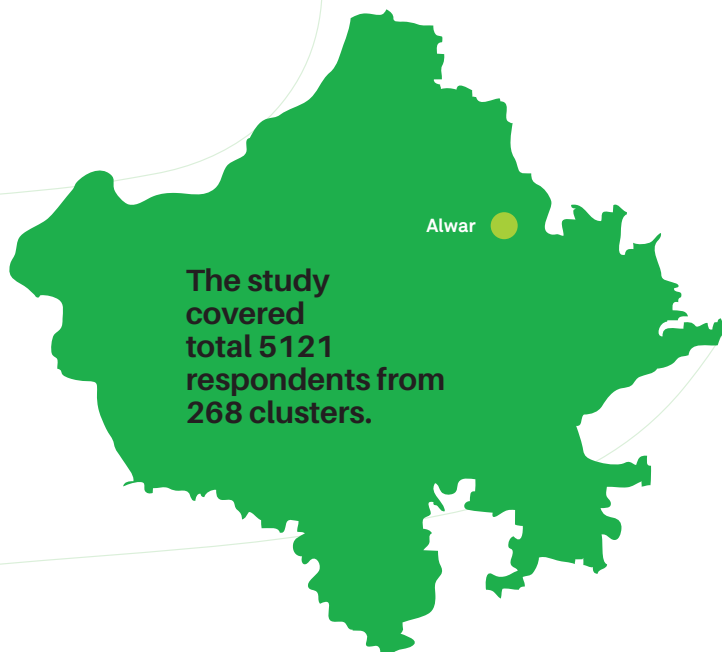 Alwar
The study
covered
total 5121
respondents from
268 clusters.